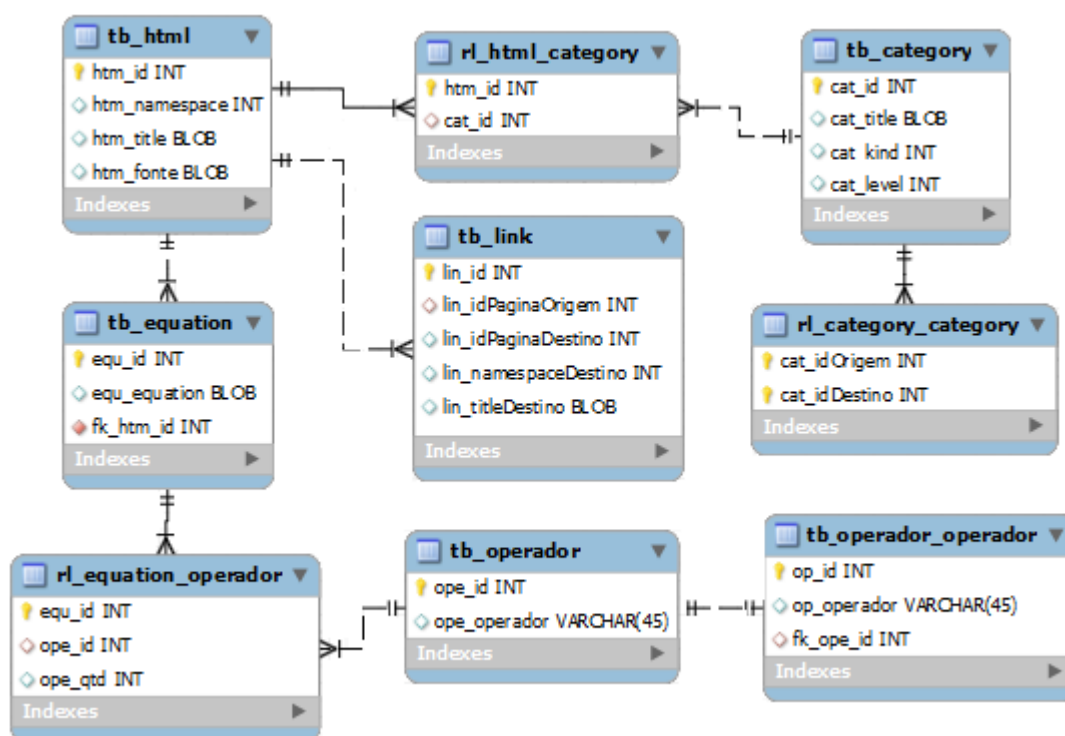 tb_html
htm_id INT
htm_namespace INT
htm_title BLOB
htm_fonte BLOB
Indexes
rl_html_category
htm_id INT
cat_id INT
Indexes
tb_category
cat_id INT
cat_title BLOB
cat_kind INT
cat_level INT
Indexes
tb_link
lin_id INT
lin_idPaginaOrigem INT
lin_idPaginaDestino INT
lin_namespaceDestino INT
lin_titleDestino BLOB
Indexes
tb_equation
equ_id INT
equ_equation BLOB
fk_htm_id INT
Indexes
rl_category_category
cat_idOrigem INT
cat_idDestino INT
Indexes
rl_equation_operador
equ_id INT
ope_id INT
ope_qtd INT
Indexes
tb_operador
ope_id INT
ope_operador VARCHAR(45)
Indexes
tb_operador_operador
op_id INT
op_operador VARCHAR(45)
fk_ope_id INT
Indexes